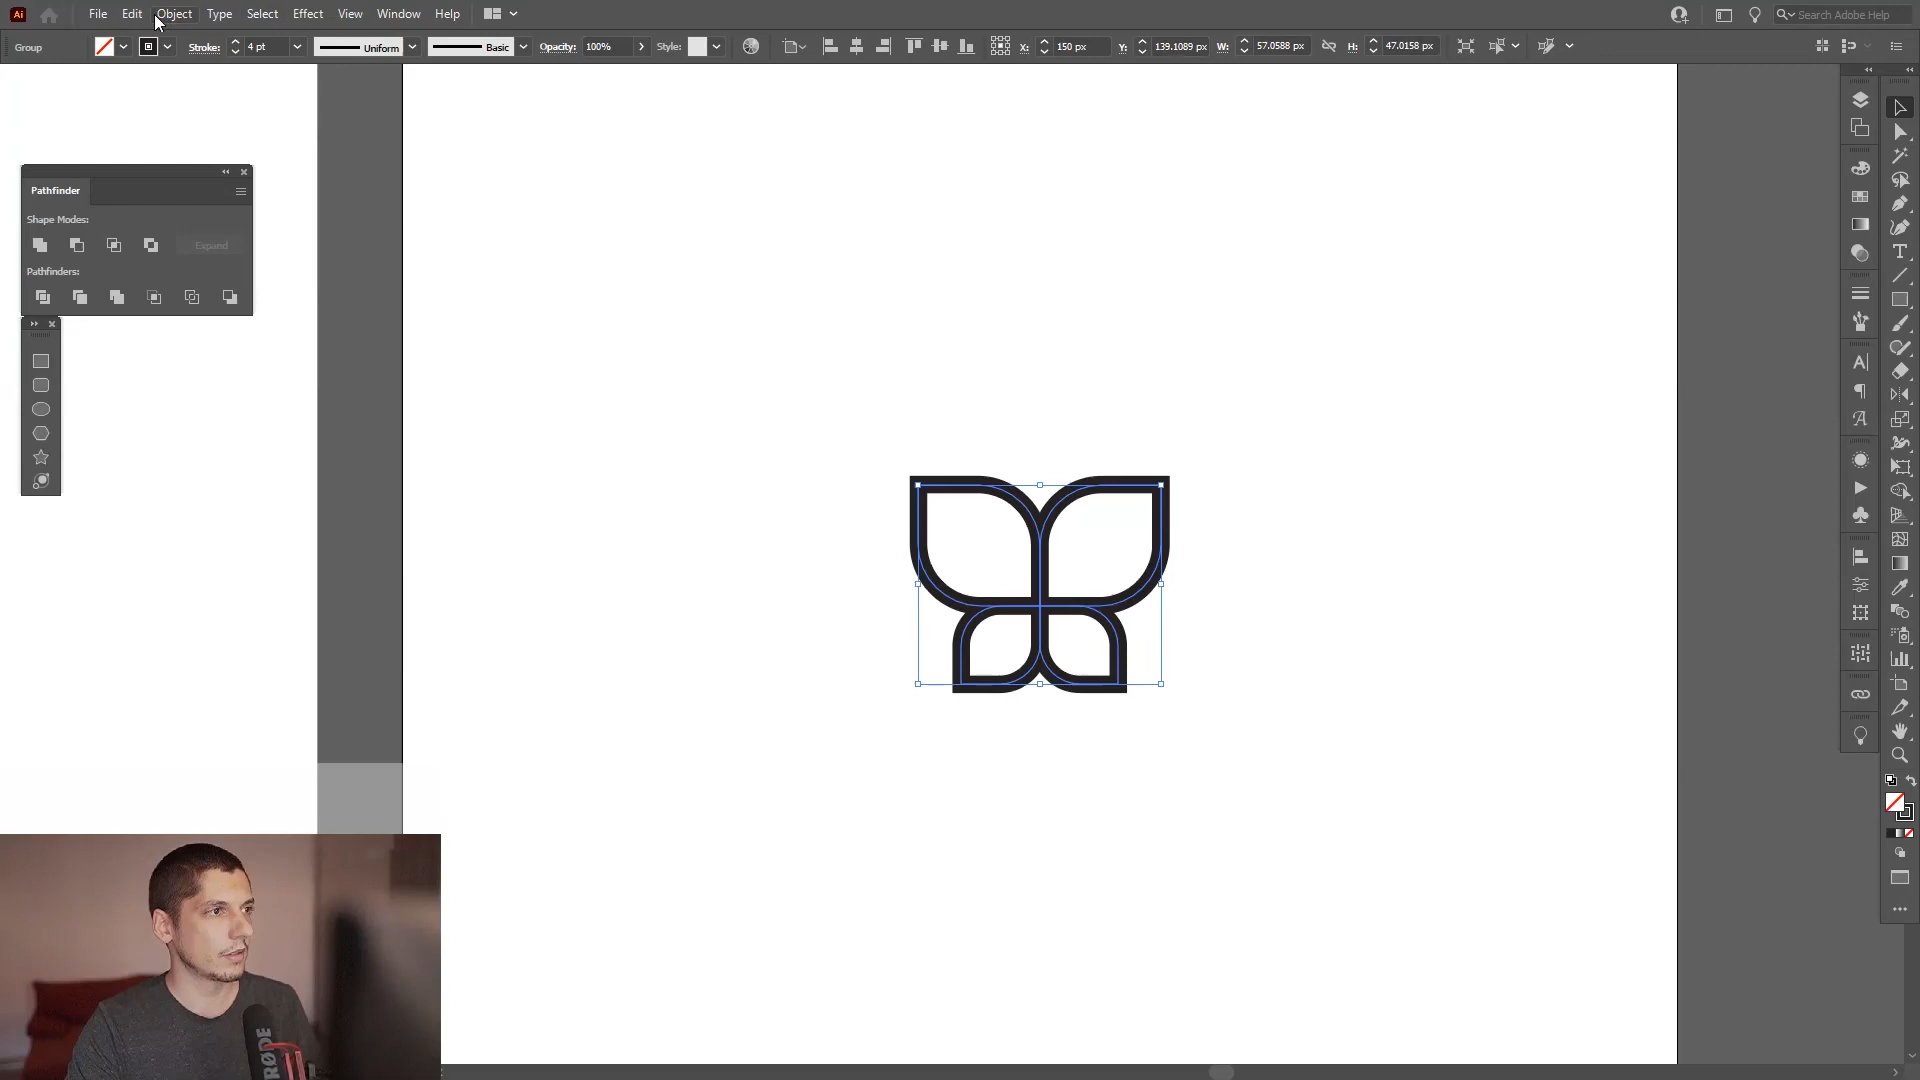 Ai File Edit Object Type Select Effect View Window Help Search Adobe Help
Group Stroke: 4 pt Uniform Basic Opacity: 100% Style: X: 150 px Y: 139.1089 px W: 57.0588 px H: 47.0158 px
Pathfinder
Shape Modes:
Expand
Pathfinders:
RØDE